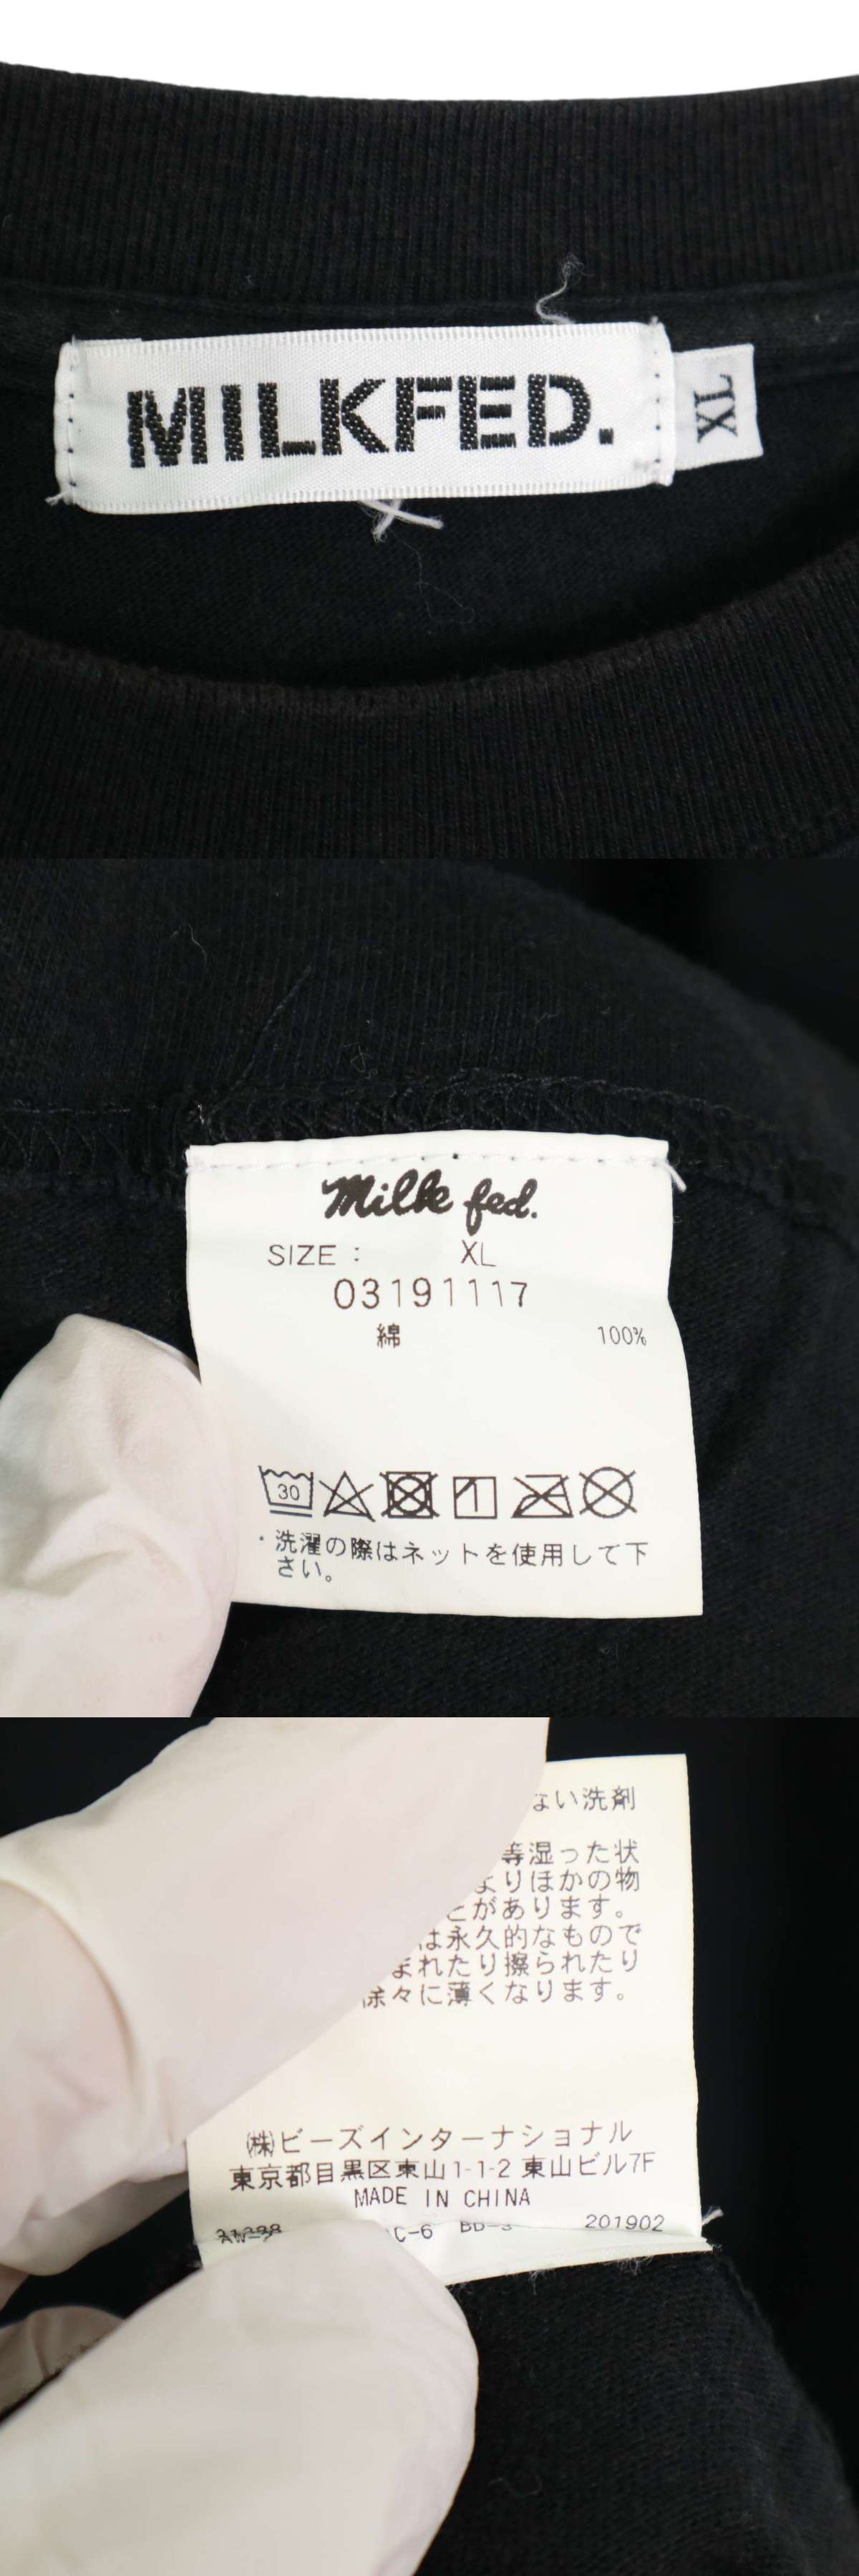 MILKFED.
XL
Milk fed.
SIZE : XL
03191117
綿 100%
30
・洗濯の際はネットを使用して下
さい。
ない洗剤
等湿った状
よりほかの物
とがあります。
は永久的なもので
まれたり擦られたり
徐々に薄くなります。
㈱ビーズインターナショナル
東京都目黒区東山1-1-2 東山ビル7F
MADE IN CHINA
C-6 BD-3 201902